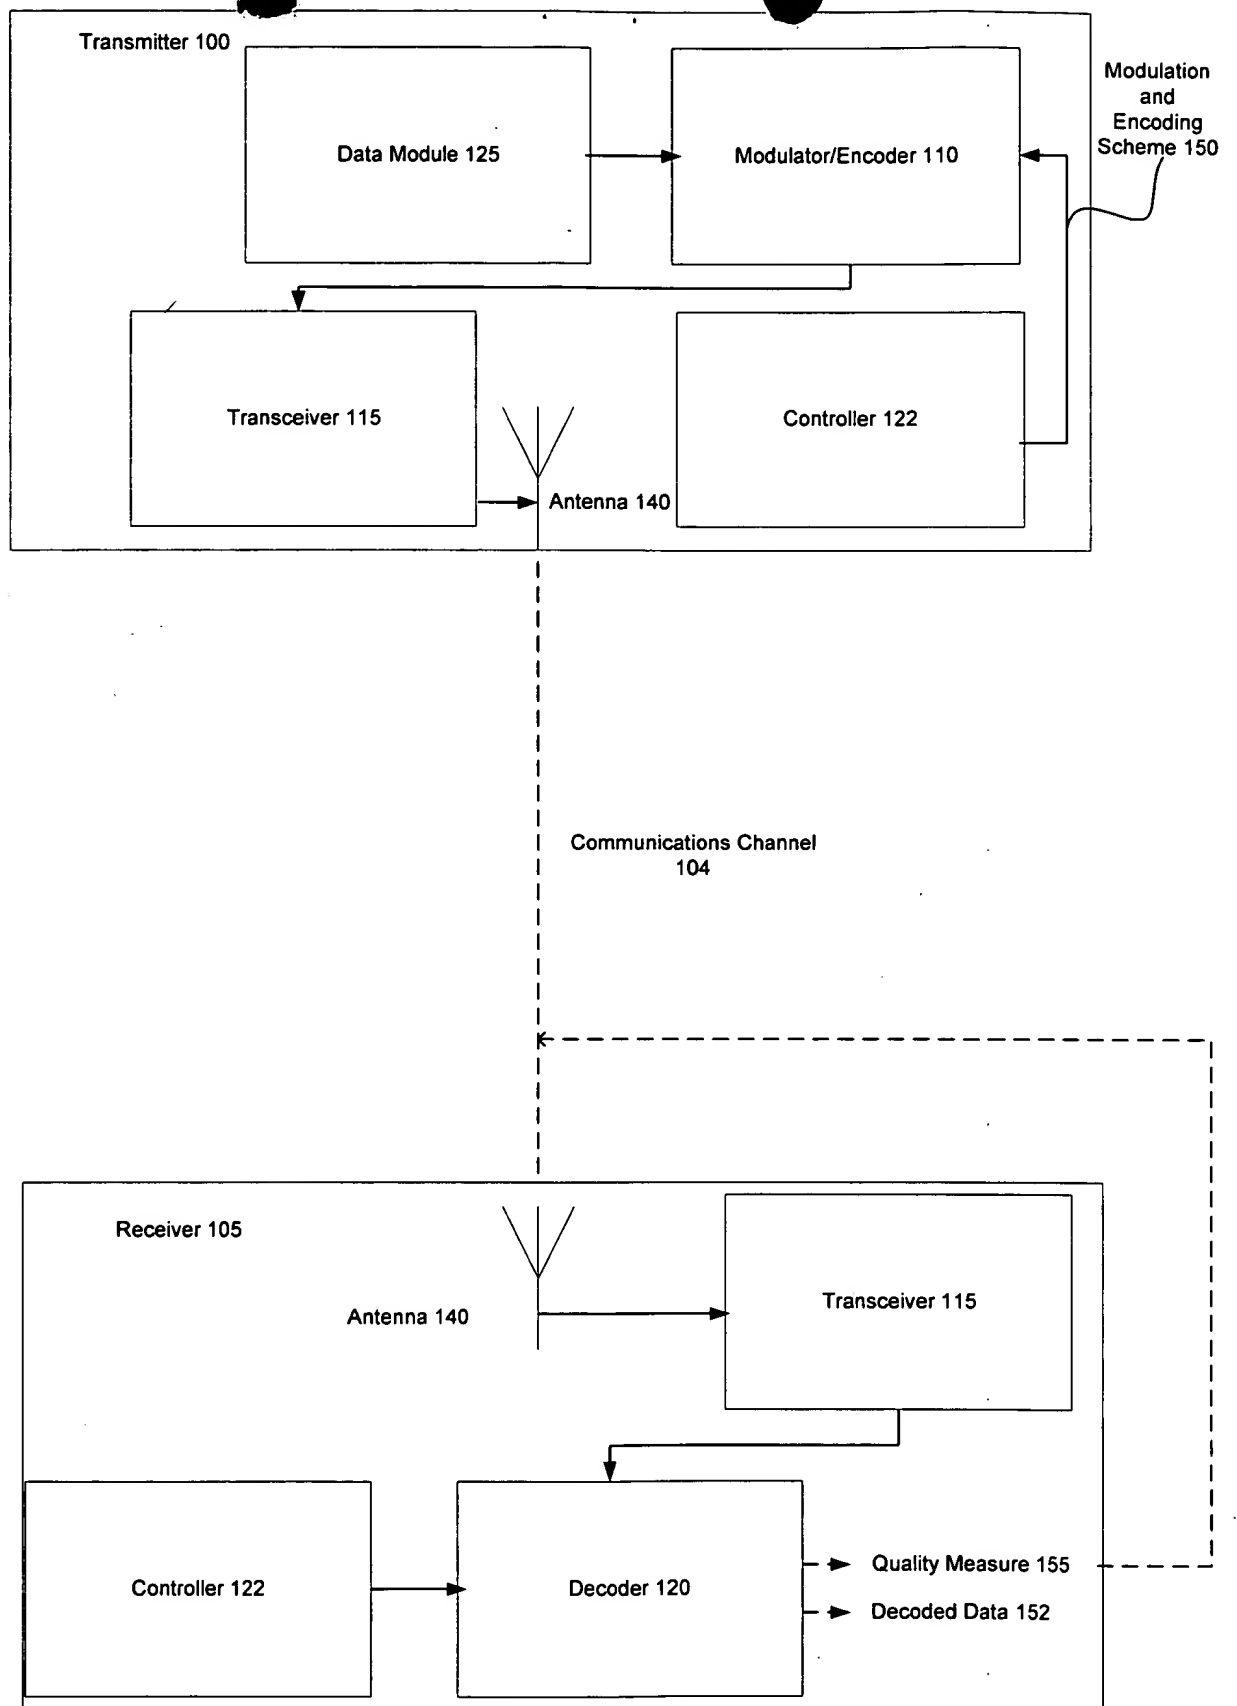 Transmitter 100
Modulation
and
Encoding
Scheme 150
Data Module 125
Modulator/Encoder 110
Transceiver 115
Controller 122
Antenna 140
Communications Channel
104
Receiver 105
Transceiver 115
Antenna 140
Quality Measure 155
Controller 122
Decoder 120
Decoded Data 152